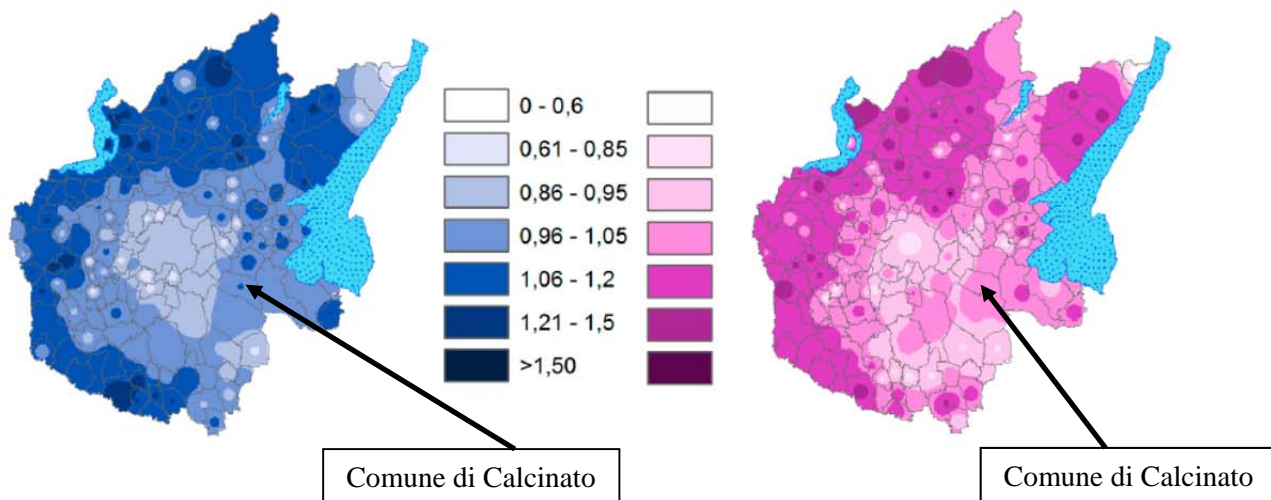 0 - 0,6
0,61 - 0,85
0,86 - 0,95
0,96 - 1,05
1,06 - 1,2
1,21 - 1,5
>1,50
Comune di Calcinato
Comune di Calcinato